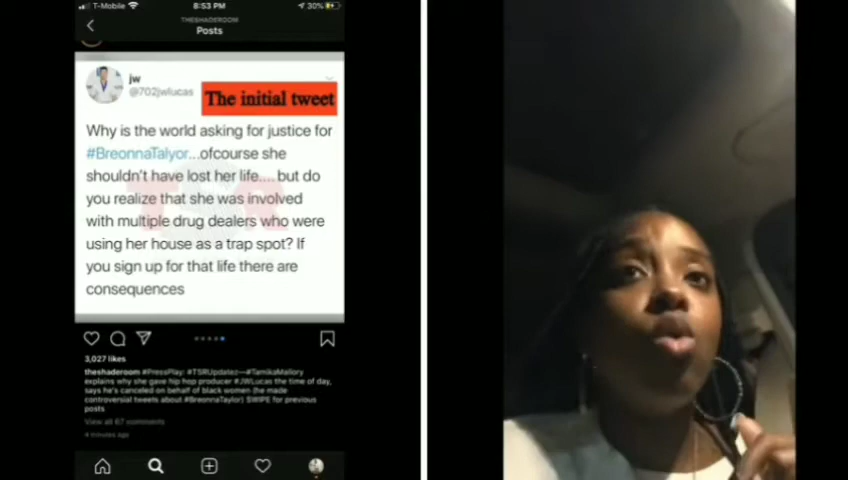 T-Mobile 8:53 PM 30%
THESHADEROOM
Posts
jw
@702jwlucas
The initial tweet
Why is the world asking for justice for
#BreonnaTalyor...ofcourse she
shouldn't have lost her life.... but do
you realize that she was involved
with multiple drug dealers who were
using her house as a trap spot? If
you sign up for that life there are
consequences
TSR
3,027 likes
theshaderoom #PressPlay: #TSRUpdatez—#TamikaMallory
explains why she gave hip hop producer #JWLucas the time of day,
says he's canceled on behalf of black women (he made
controversial tweets about #BreonnaTaylor) SWIPE for previous
posts
View all 67 comments
4 minutes ago